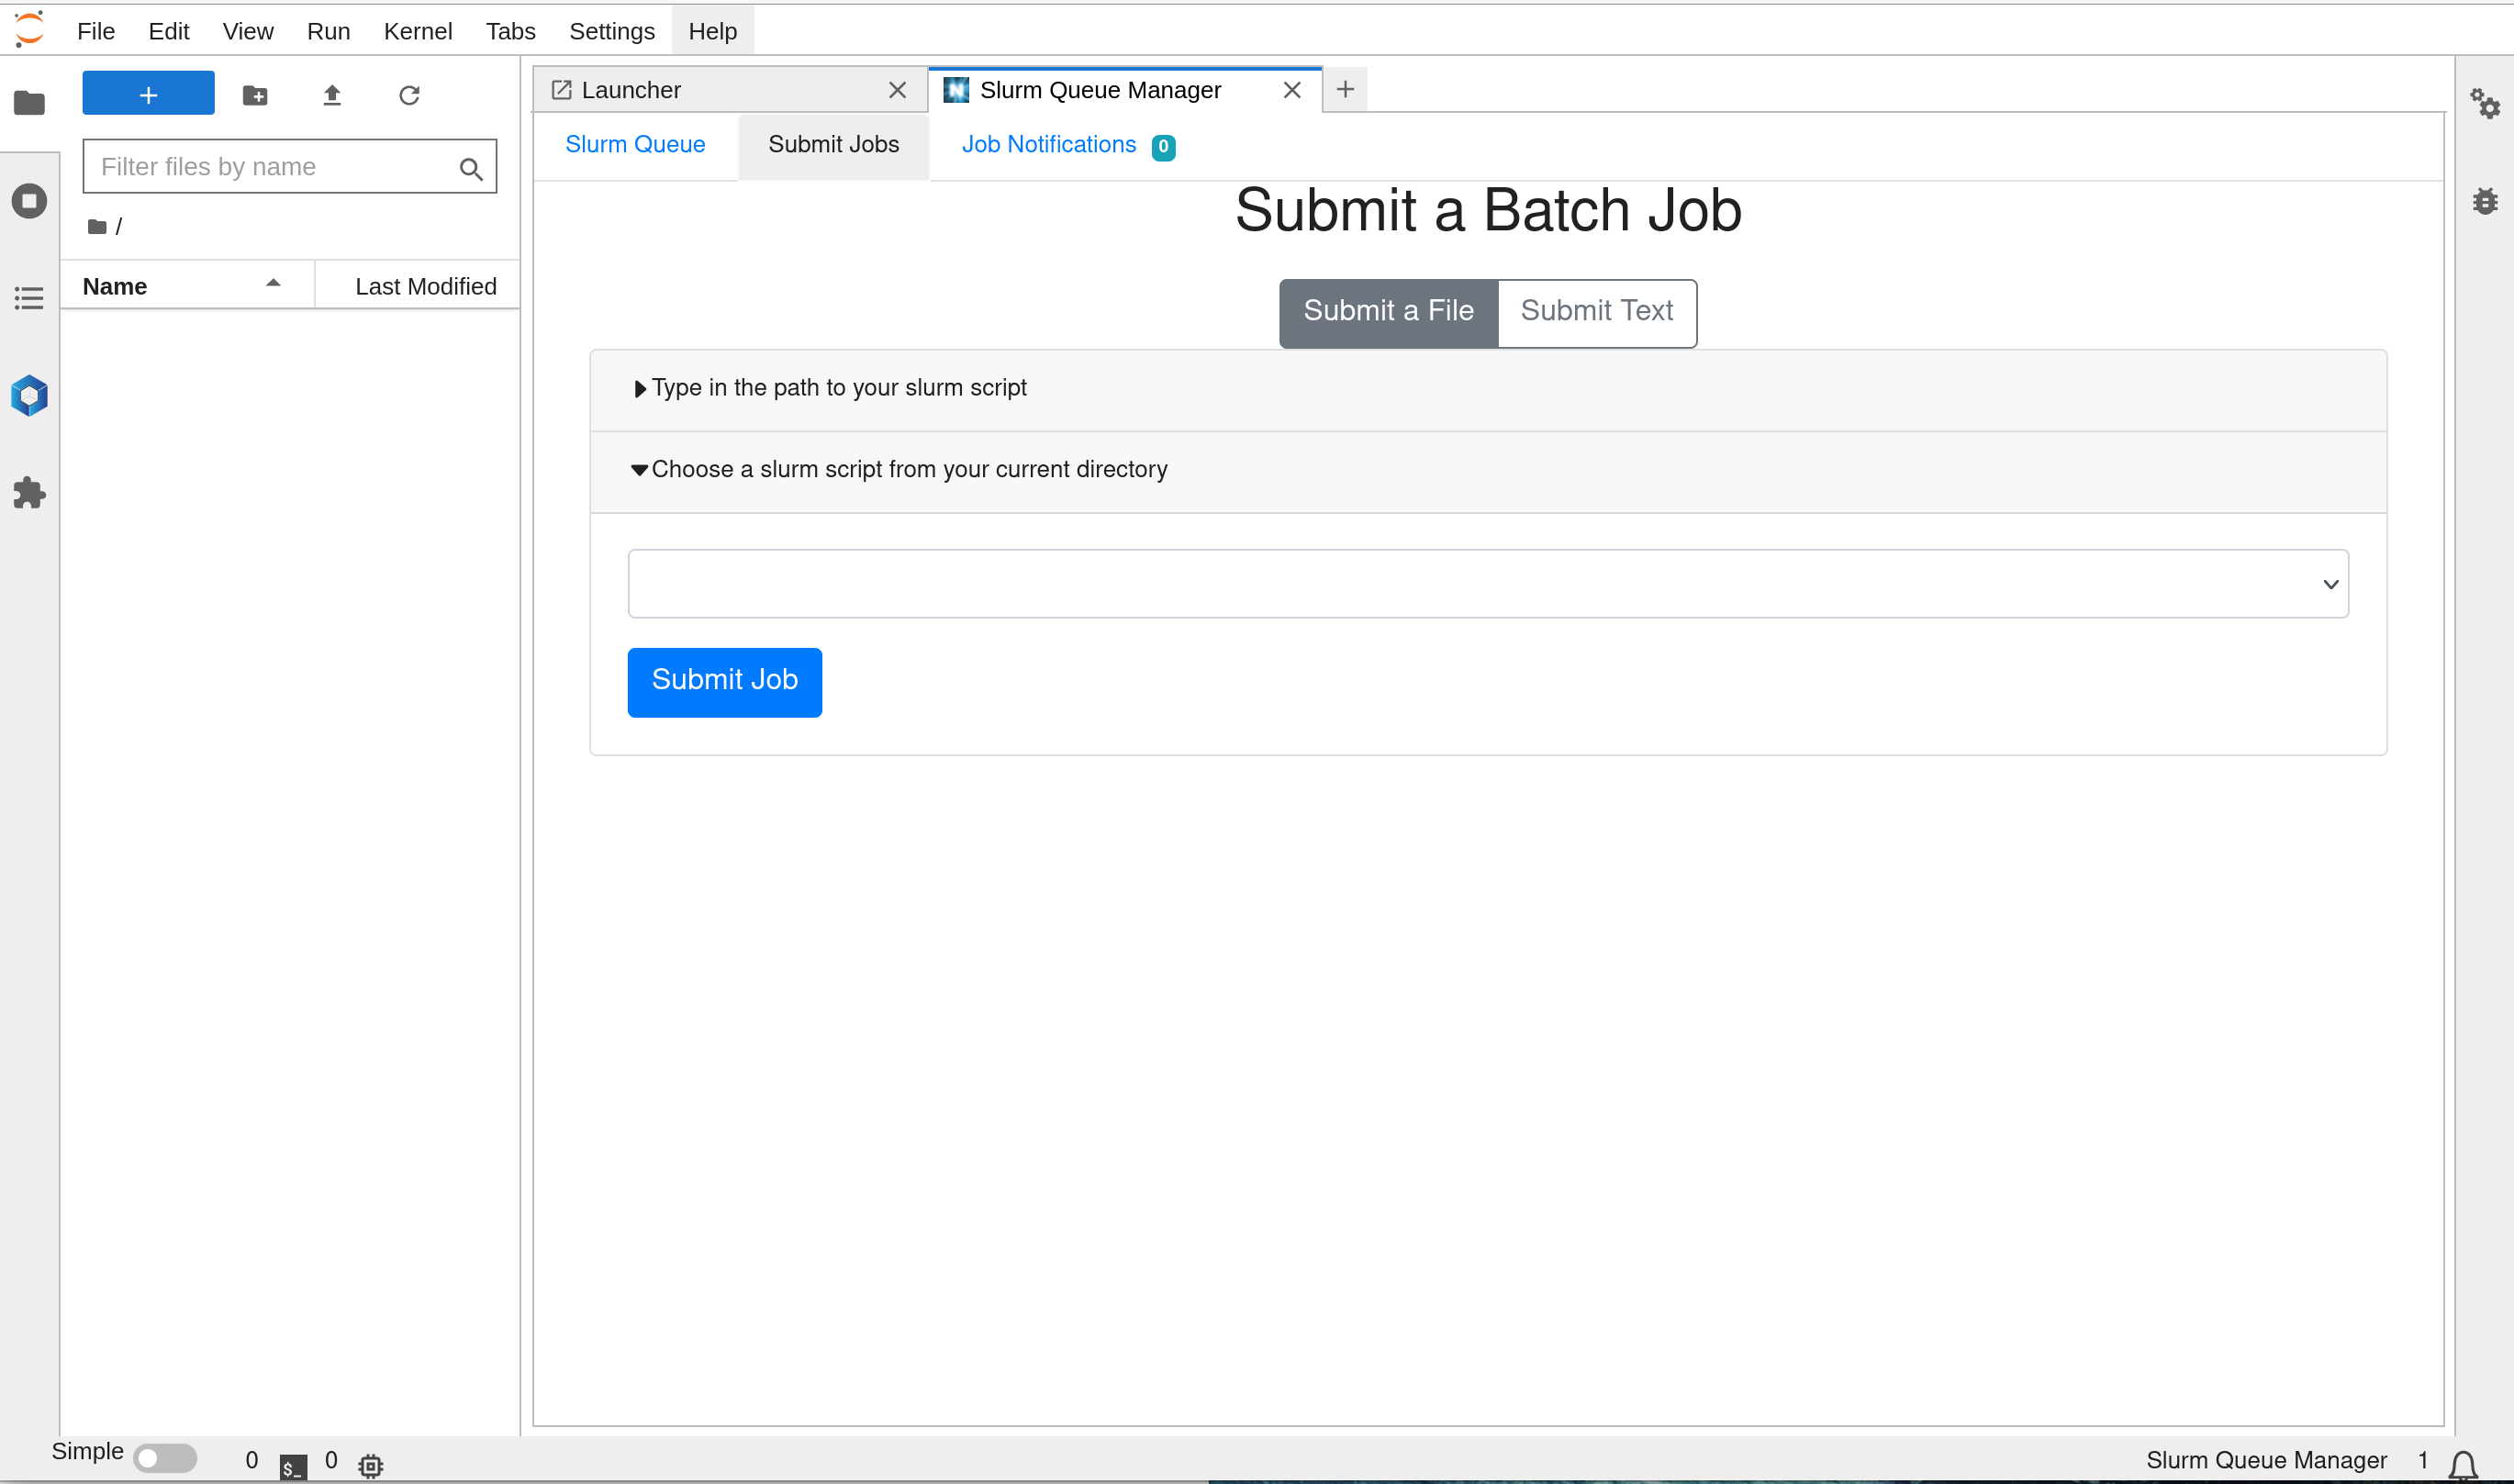 File Edit View Run Kernel Tabs Settings Help
Launcher
Slurm Queue Manager
Filter files by name
/
Name Last Modified
Slurm Queue Submit Jobs Job Notifications 0
Submit a Batch Job
Submit a File Submit Text
Type in the path to your slurm script
Choose a slurm script from your current directory
Submit Job
Simple 0 $_ 0
Slurm Queue Manager 1